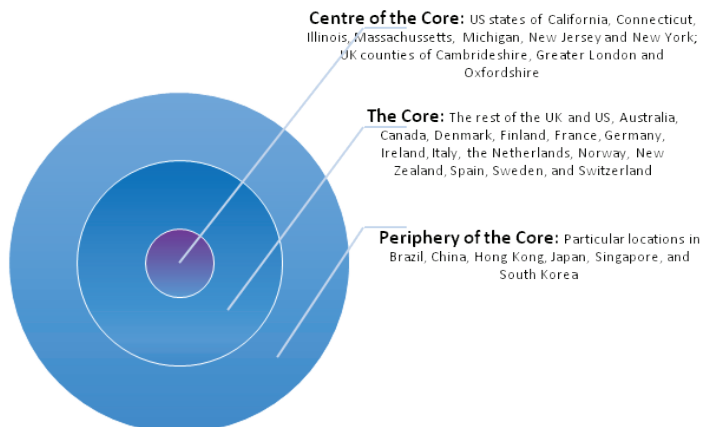 Centre of the Core: US states of California, Connecticut,
Illinois, Massachussetts, Michigan, New Jersey and New York;
UK counties of Cambrideshire, Greater London and
Oxfordshire
The Core: The rest of the UK and US, Australia,
Canada, Denmark, Finland, France, Germany,
Ireland, Italy, the Netherlands, Norway, New
Zealand, Spain, Sweden, and Switzerland
Periphery of the Core: Particular locations in
Brazil, China, Hong Kong, Japan, Singapore, and
South Korea